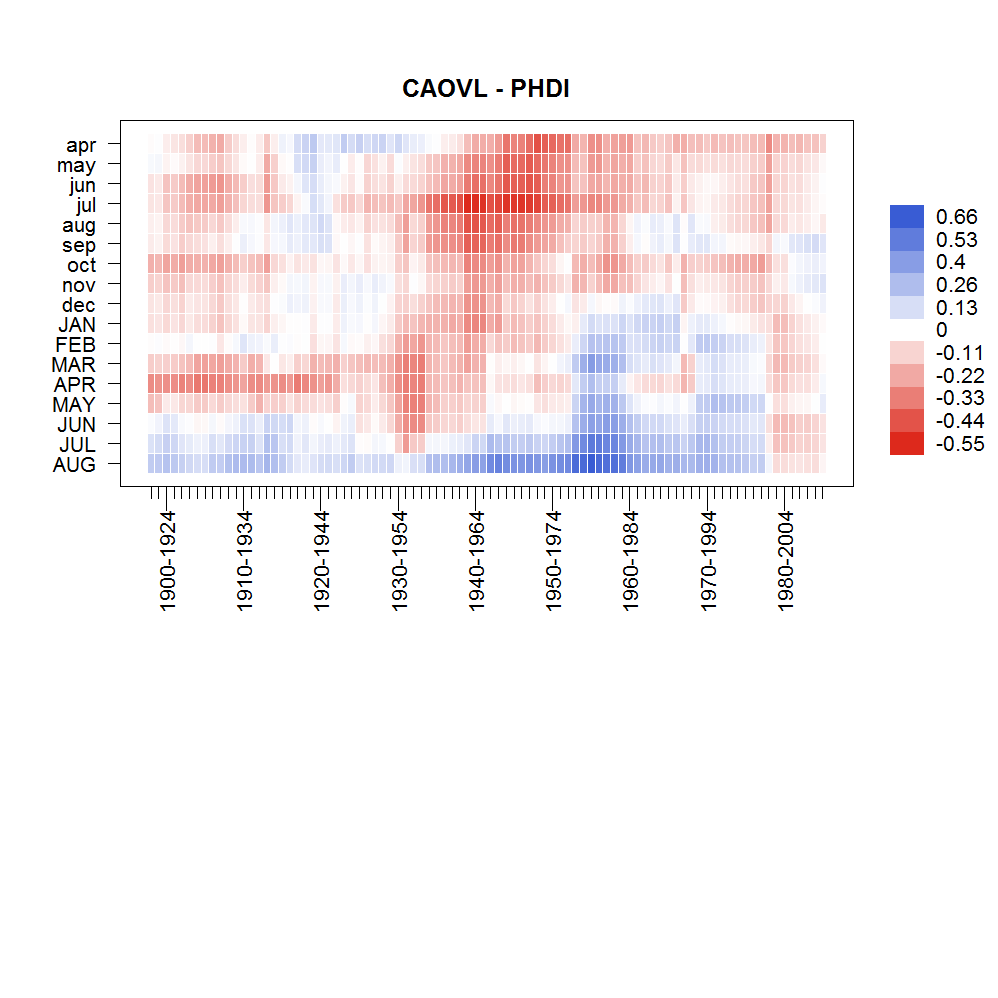 CAOVL - PHDI
apr
may
jun
jul
aug
sep
oct
nov
dec
JAN
FEB
MAR
APR
MAY
JUN
JUL
AUG
0.66
0.53
0.4
0.26
0.13
0
-0.11
-0.22
-0.33
-0.44
-0.55
1900-1924
1910-1934
1920-1944
1930-1954
1940-1964
1950-1974
1960-1984
1970-1994
1980-2004